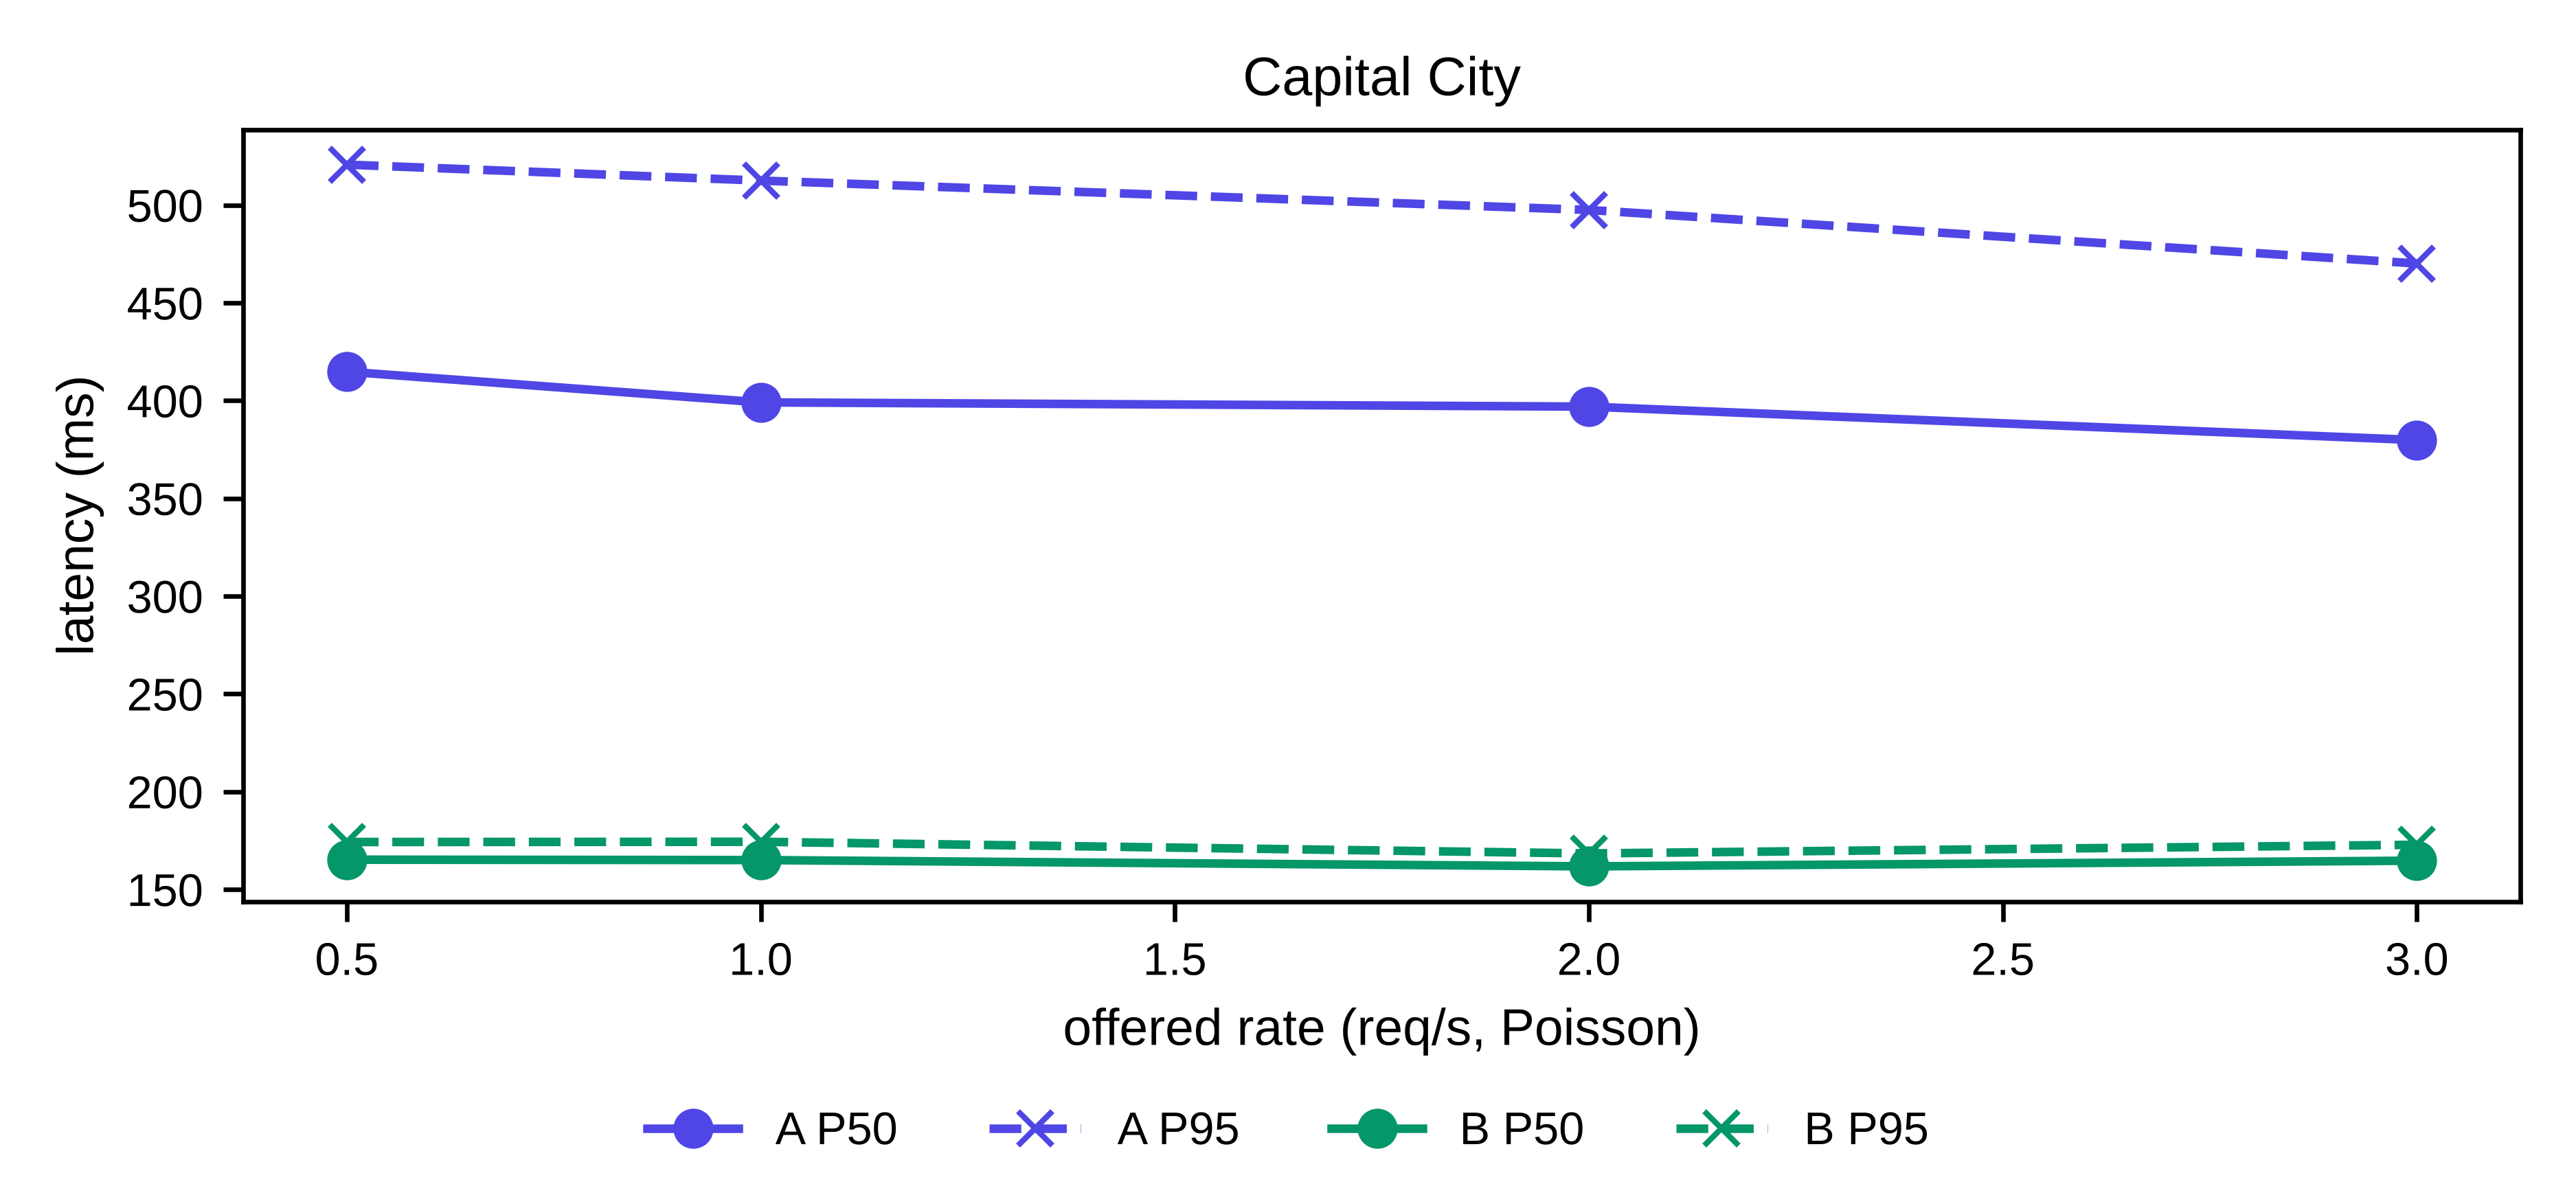 Capital City
latency (ms)
500
450
400
350
300
250
200
150
0.5 1.0 1.5 2.0 2.5 3.0
offered rate (req/s, Poisson)
A P50 A P95 B P50 B P95